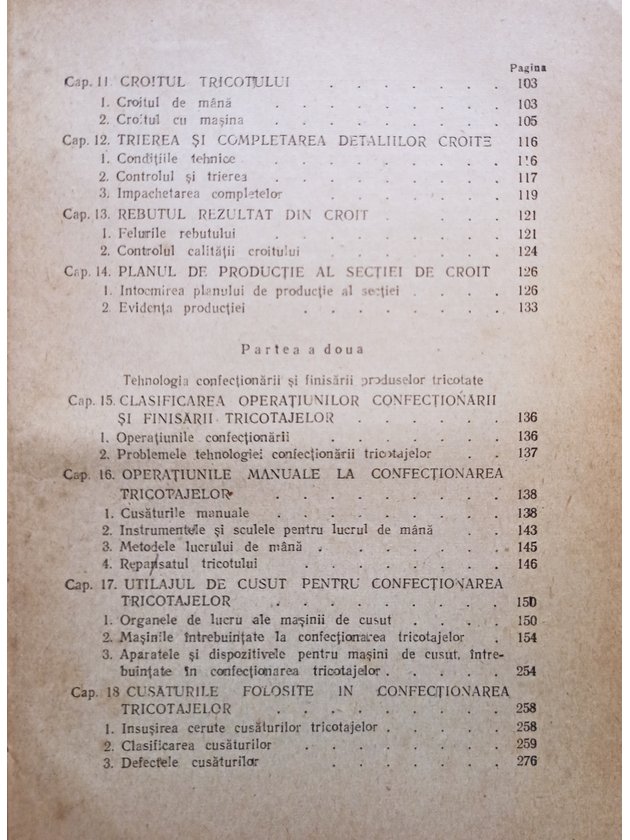 Pagina
Cap. 11 CROITUL TRICOTULUI . . . . . . . 103
1. Croitul de mână . . . . . . . 103
2. Croitul cu mașina . . . . . . . 105
Cap. 12. TRIEREA ȘI COMPLETAREA DETALIILOR CROITE 116
1. Condițiile tehnice . . . . . . . 116
2. Controlul și trierea . . . . . . . 117
3. Impachetarea completelor . . . . . . 119
Cap. 13. REBUTUL REZULTAT DIN CROIT . . . . 121
1. Felurile rebutului . . . . . . . 121
2. Controlul calității croitului . . . . . . 124
Cap. 14. PLANUL DE PRODUCȚIE AL SECȚIEI DE CROIT 126
1. Intocmirea planului de producție al secției . . . 126
2. Evidența producției . . . . . . . 133
Partea a doua
Tehnologia confecționării și finisării produselor tricotate
Cap. 15. CLASIFICAREA OPERAȚIUNILOR CONFECȚIONĂRII
ȘI FINISĂRII TRICOTAJELOR . . . . . . 136
1. Operațiunile confecționării . . . . . . 136
2. Problemele tehnologiei confecționării tricotajelor . . 137
Cap. 16. OPERAȚIUNILE MANUALE LA CONFECȚIONAREA
TRICOTAJELOR . . . . . . . . 138
1. Cusăturile manuale . . . . . . . 138
2. Instrumentele și sculele pentru lucrul de mână . . 143
3. Metodele lucrului de mână . . . . . . 145
4. Repansatul tricotului . . . . . . . 146
Cap. 17. UTILAJUL DE CUSUT PENTRU CONFECȚIONAREA
TRICOTAJELOR . . . . . . . . 150
1. Organele de lucru ale mașinii de cusut . . . . 150
2. Mașinile întrebuințate la confecționarea tricotajelor . 154
3. Aparatele și dispozitivele pentru mașini de cusut, între-
buințate în confecționarea tricotajelor . . . . . 254
Cap. 18 CUSĂTURILE FOLOSITE IN CONFECȚIONAREA
TRICOTAJELOR . . . . . . . . 258
1. Insușirea cerute cusăturilor tricotajelor . . . . . 258
2. Clasificarea cusăturilor . . . . . . . 259
3. Defectele cusăturilor . . . . . . . 276